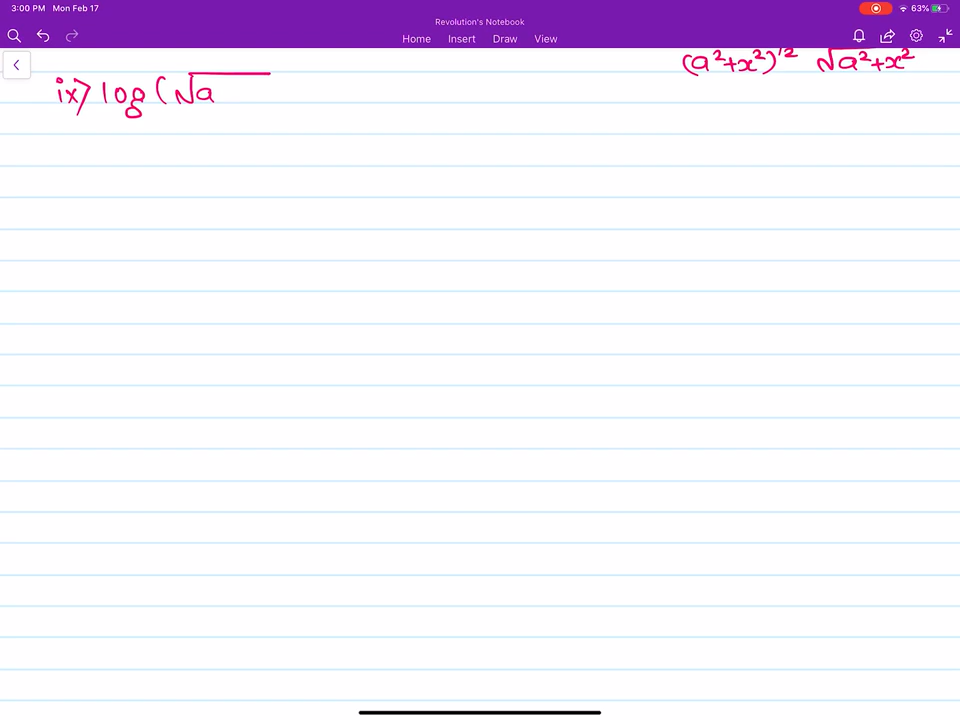 3:00 PM Mon Feb 17
63%
Revolution's Notebook
Home Insert Draw View
(a²+x²)^1/2 √a²+x²
ix> log(√a